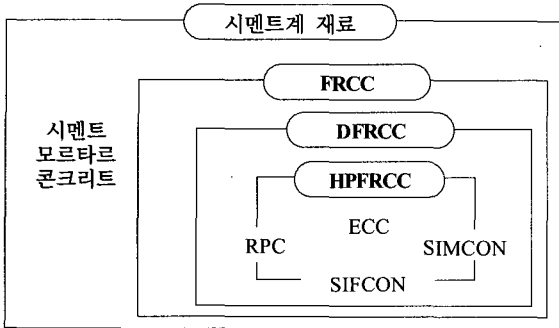 시멘트계 재료
FRCC
시멘트
모르타르
콘크리트
DFRCC
HPFRCC
ECC
RPC
SIMCON
SIFCON